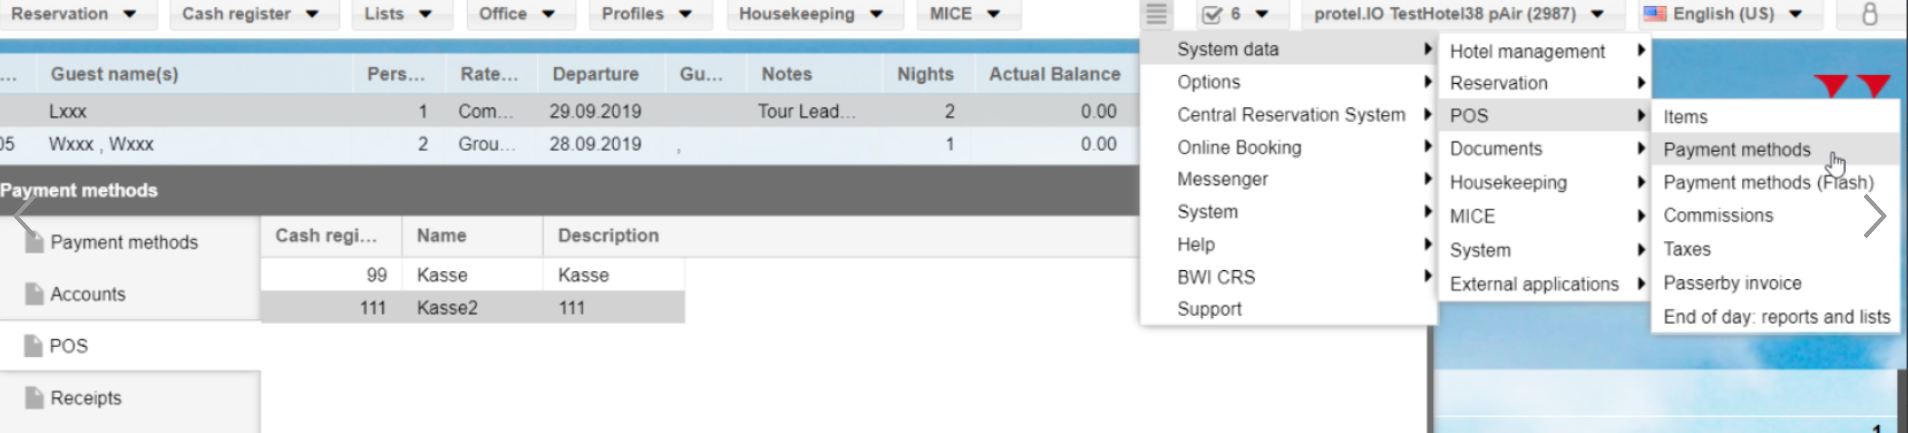 Reservation Cash register Lists Office Profiles Housekeeping MICE 6 protel.IO TestHotel38 pAir (2987) English (US)
... Guest name(s) Pers... Rate... Departure Gu... Notes Nights Actual Balance
Lxxx 1 Com... 29.09.2019 Tour Lead... 2 0.00
05 Wxxx , Wxxx 2 Grou... 28.09.2019 , 1 0.00
Payment methods
Payment methods
Accounts
POS
Receipts
Cash regi... Name Description
99 Kasse Kasse
111 Kasse2 111
System data
Options
Central Reservation System
Online Booking
Messenger
System
Help
BWI CRS
Support
Hotel management
Reservation
POS
Documents
Housekeeping
MICE
System
External applications
Items
Payment methods
Payment methods (Flash)
Commissions
Taxes
Passerby invoice
End of day: reports and lists
1